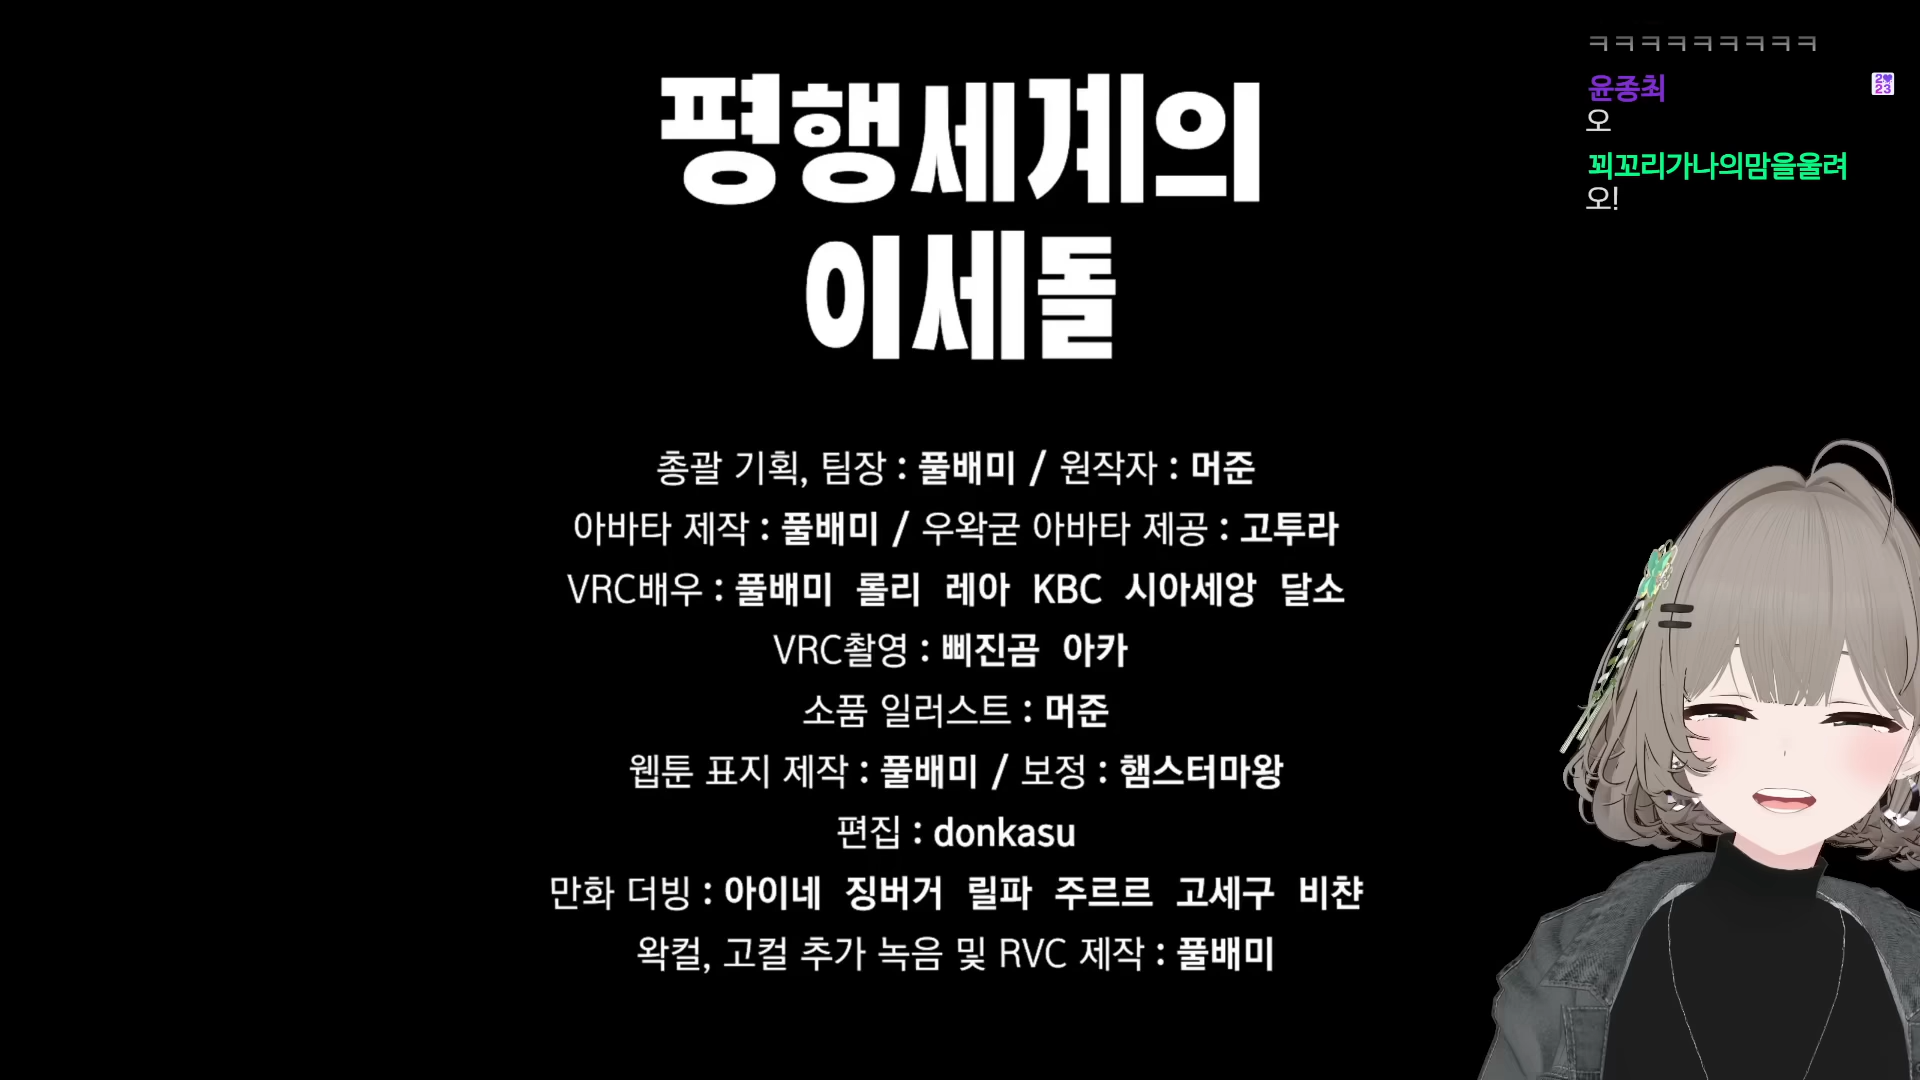 평행세계의
이세돌
총괄 기획, 팀장 : 풀배미 / 원작자 : 머준
아바타 제작 : 풀배미 / 우왁굳 아바타 제공 : 고투라
VRC배우 : 풀배미 롤리 레아 KBC 시아세앙 달소
VRC촬영 : 삐진곰 아카
소품 일러스트 : 머준
웹툰 표지 제작 : 풀배미 / 보정 : 햄스터마왕
편집 : donkasu
만화 더빙 : 아이네 징버거 릴파 주르르 고세구 비챤
왁컬, 고컬 추가 녹음 및 RVC 제작 : 풀배미
ㅋㅋㅋㅋㅋㅋㅋㅋㅋ
윤종최
오
꾀꼬리가나의맘을울려
오!